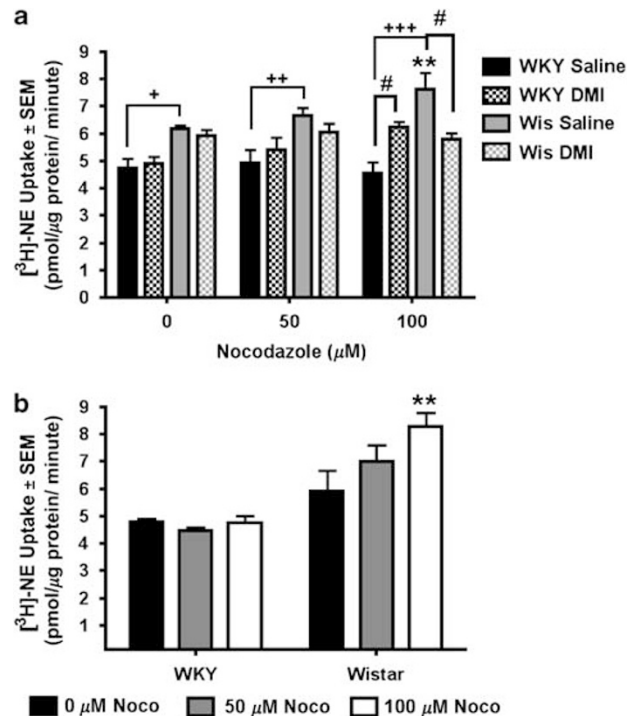 a
[³H]-NE Uptake ± SEM
(pmol/µg protein/ minute)
9
8
7
6
5
4
3
2
1
0
+
++
+++
#
**
#
0
50
100
Nocodazole (µM)
WKY Saline
WKY DMI
Wis Saline
Wis DMI
b
[³H]-NE Uptake ± SEM
(pmol/µg protein/ minute)
9
8
7
6
5
4
3
2
1
**
WKY
Wistar
0 µM Noco
50 µM Noco
100 µM Noco